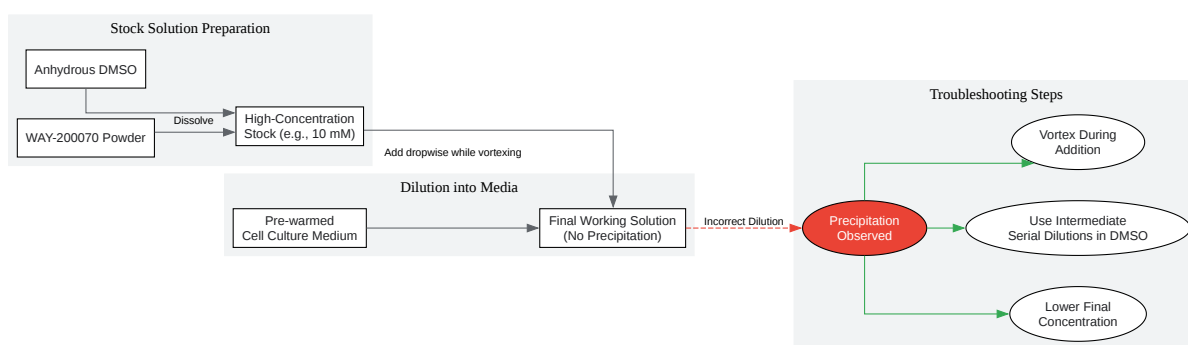 Stock Solution Preparation
Anhydrous DMSO
WAY-200070 Powder
Dissolve
High-Concentration
Stock (e.g., 10 mM)
Add dropwise while vortexing
Dilution into Media
Pre-warmed
Cell Culture Medium
Final Working Solution
(No Precipitation)
Incorrect Dilution
Troubleshooting Steps
Precipitation
Observed
Vortex During
Addition
Use Intermediate
Serial Dilutions in DMSO
Lower Final
Concentration